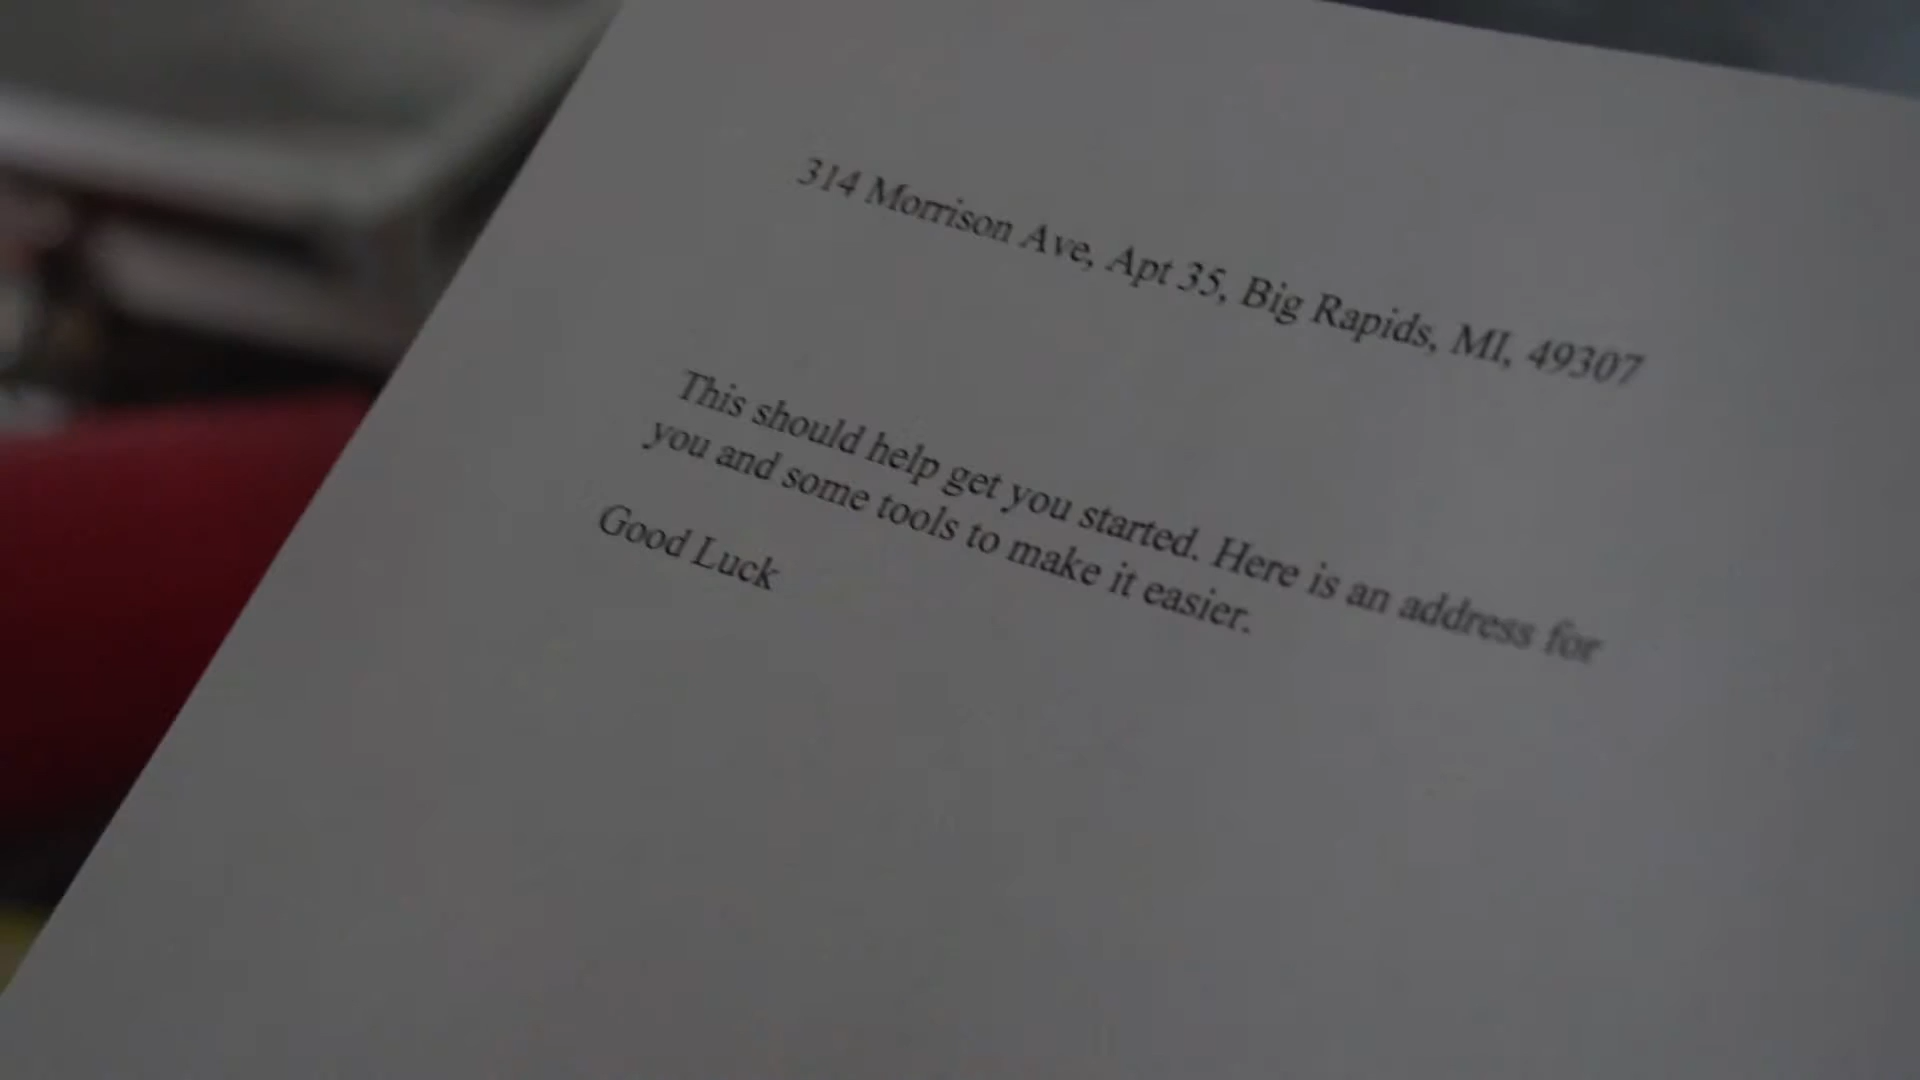 314 Morrison Ave, Apt 35, Big Rapids, MI, 49307
This should help get you started. Here is an address for
you and some tools to make it easier.
Good Luck